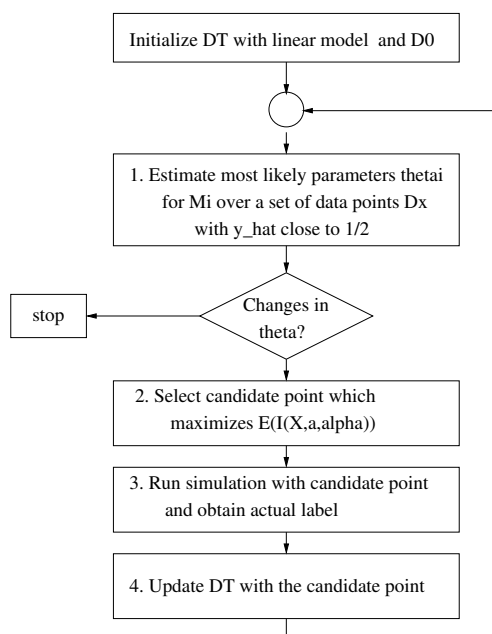 Initialize DT with linear model and D0
1. Estimate most likely parameters thetai
for Mi over a set of data points Dx
with y_hat close to 1/2
Changes in
theta?
stop
2. Select candidate point which
maximizes E(I(X,a,alpha))
3. Run simulation with candidate point
and obtain actual label
4. Update DT with the candidate point